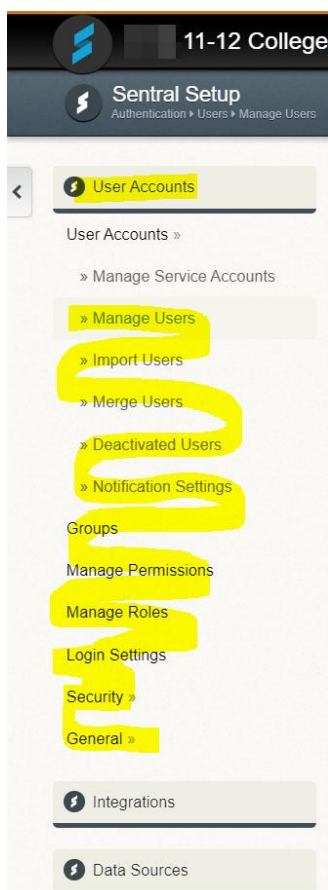 11-12 College
Sentral Setup
Authentication › Users › Manage Users
User Accounts
User Accounts »
» Manage Service Accounts
» Manage Users
» Import Users
» Merge Users
» Deactivated Users
» Notification Settings
Groups
Manage Permissions
Manage Roles
Login Settings
Security »
General »
Integrations
Data Sources